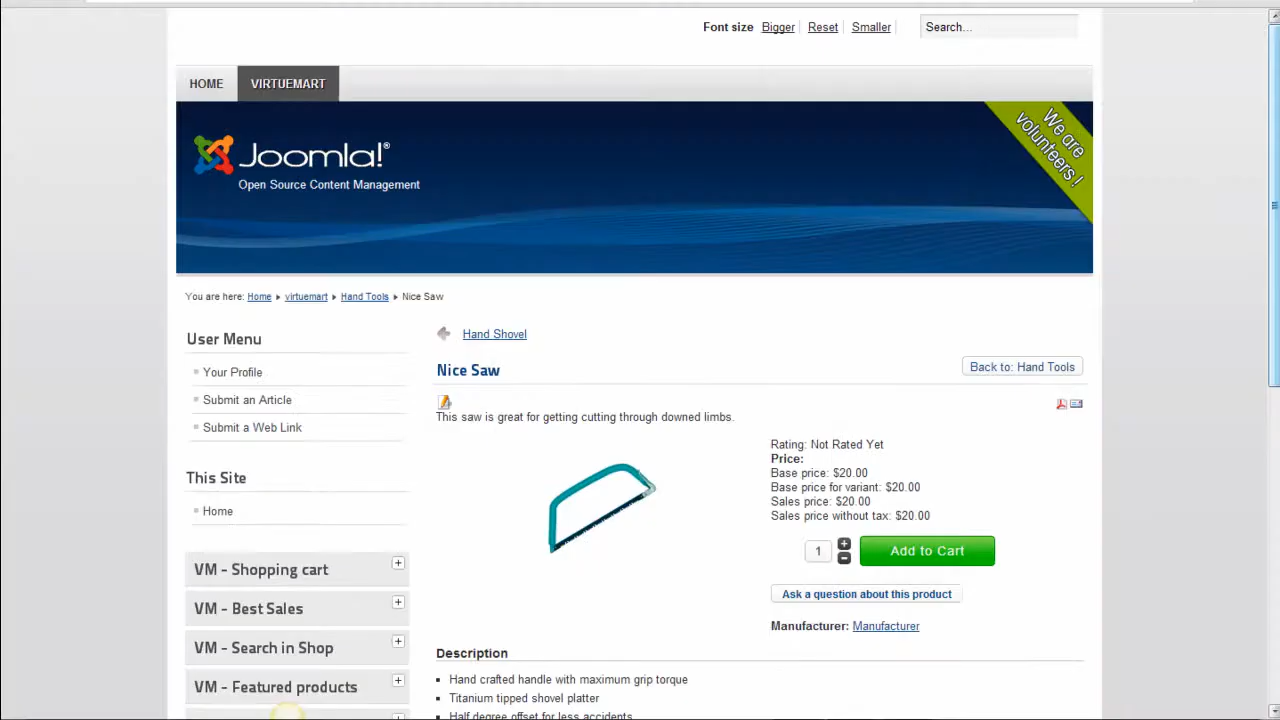 Font size Bigger Reset Smaller Search...
HOME VIRTUEMART
We are
volunteers !
Joomla!®
Open Source Content Management
You are here: Home virtuemart Hand Tools Nice Saw
User Menu
Your Profile
Submit an Article
Submit a Web Link
This Site
Home
VM - Shopping cart
VM - Best Sales
VM - Search in Shop
VM - Featured products
Hand Shovel
Nice Saw
Back to: Hand Tools
This saw is great for getting cutting through downed limbs.
Rating: Not Rated Yet
Price:
Base price: $20.00
Base price for variant: $20.00
Sales price: $20.00
Sales price without tax: $20.00
1 + - Add to Cart
Ask a question about this product
Manufacturer: Manufacturer
Description
Hand crafted handle with maximum grip torque
Titanium tipped shovel platter
Half degree offset for less accidents